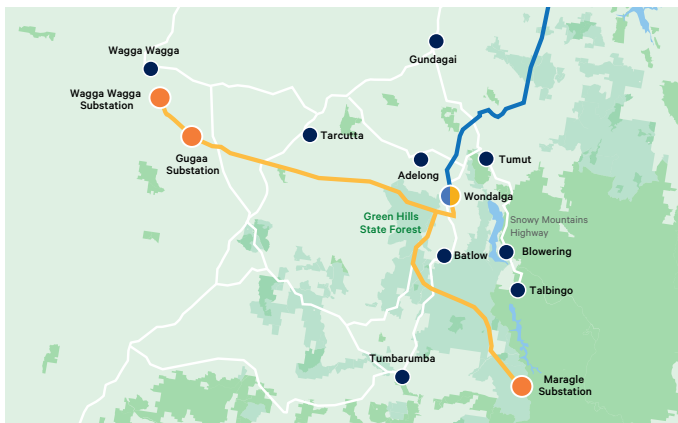 Wagga Wagga
Gundagai
Wagga Wagga
Substation
Tarcutta
Gugaa
Substation
Adelong
Tumut
Wondalga
Green Hills
State Forest
Snowy Mountains
Highway
Batlow
Blowering
Talbingo
Tumbarumba
Maragle
Substation